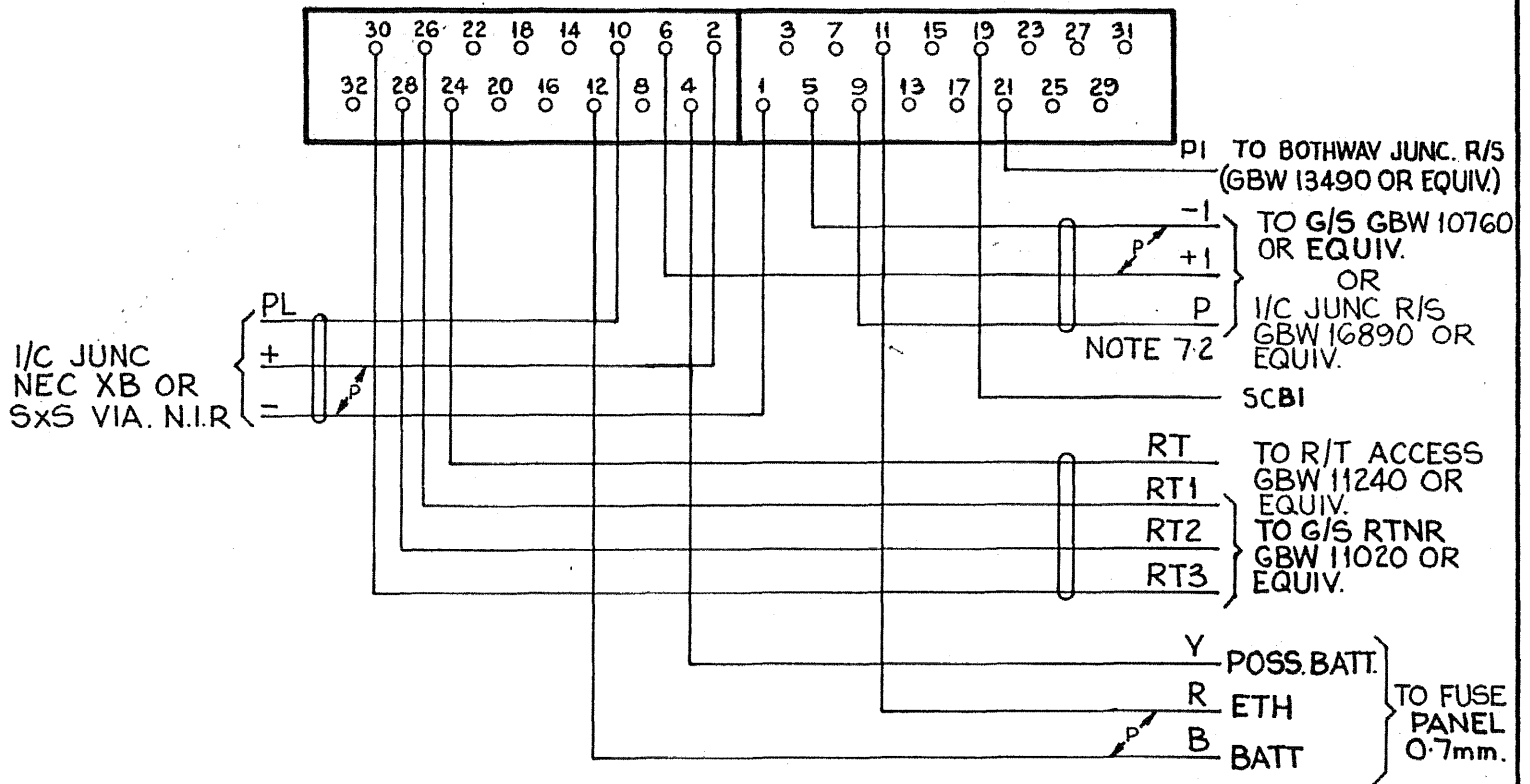 30 26 22 18 14 10 6 2 3 7 11 15 19 23 27 31
32 28 24 20 16 12 8 4 1 5 9 13 17 21 25 29
P1 TO BOTHWAY JUNC. R/S
(GBW 13490 OR EQUIV.)
-1
+1
P
P
TO G/S GBW 10760
OR EQUIV.
OR
I/C JUNC R/S
GBW 16890 OR
EQUIV.
NOTE 7.2
SCB1
PL
+
-
P
I/C JUNC
NEC XB OR
SxS VIA. N.I.R
RT
TO R/T ACCESS
GBW 11240 OR
EQUIV.
RT1
RT2
RT3
TO G/S RTNR
GBW 11020 OR
EQUIV.
Y POSS. BATT.
R ETH
P
B BATT
TO FUSE
PANEL
0.7mm.